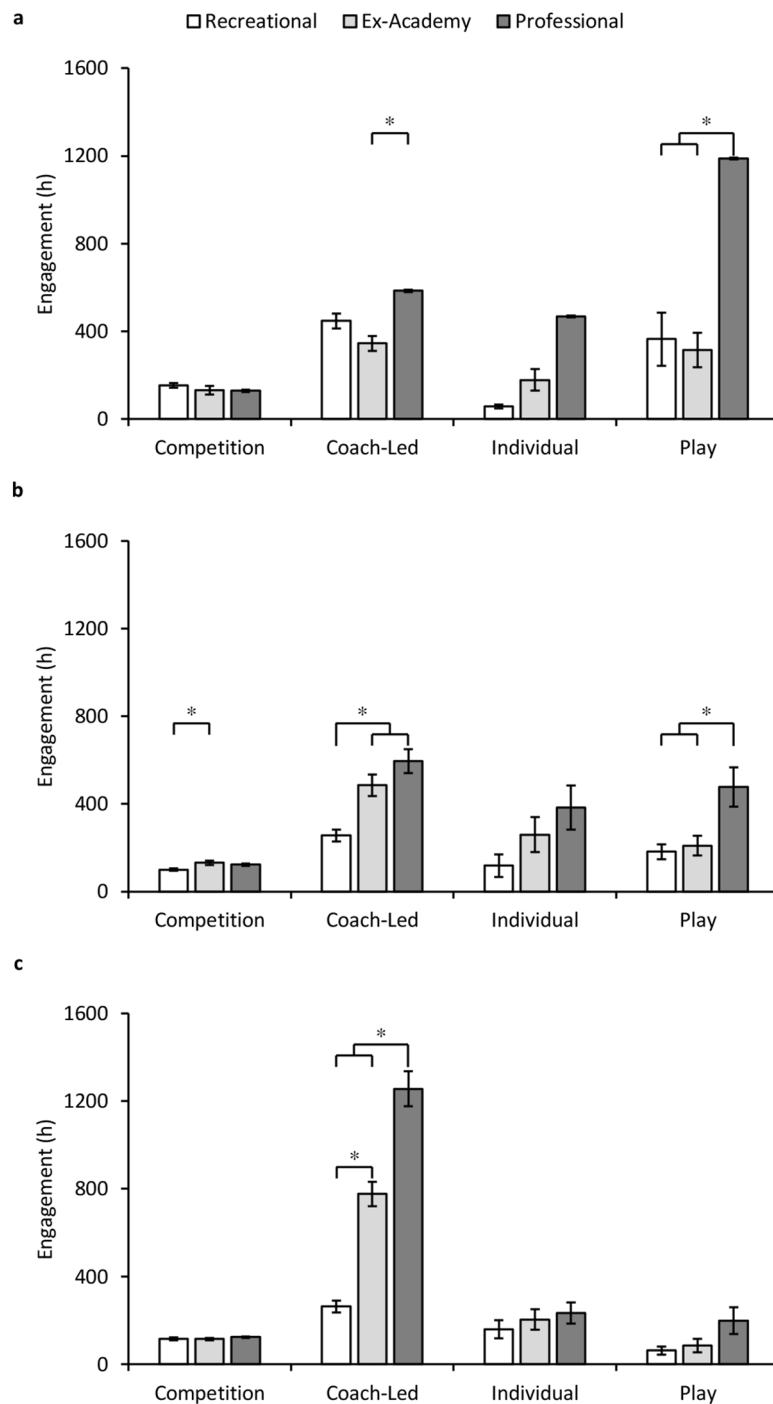 a
Recreational Ex-Academy Professional
1600
1200
800
400
0
Engagement (h)
*
*
Competition Coach-Led Individual Play
b
1600
1200
800
400
0
Engagement (h)
*
*
*
Competition Coach-Led Individual Play
c
1600
1200
800
400
0
Engagement (h)
*
*
Competition Coach-Led Individual Play